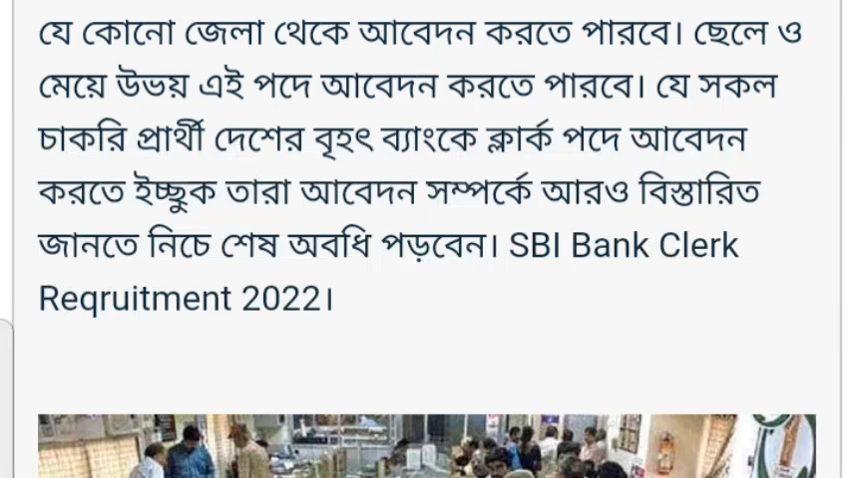 যে কোনো জেলা থেকে আবেদন করতে পারবে। ছেলে ও
মেয়ে উভয় এই পদে আবেদন করতে পারবে। যে সকল
চাকরি প্রার্থী দেশের বৃহৎ ব্যাংকে ক্লার্ক পদে আবেদন
করতে ইচ্ছুক তারা আবেদন সম্পর্কে আরও বিস্তারিত
জানতে নিচে শেষ অবধি পড়বেন। SBI Bank Clerk
Reqruitment 2022।